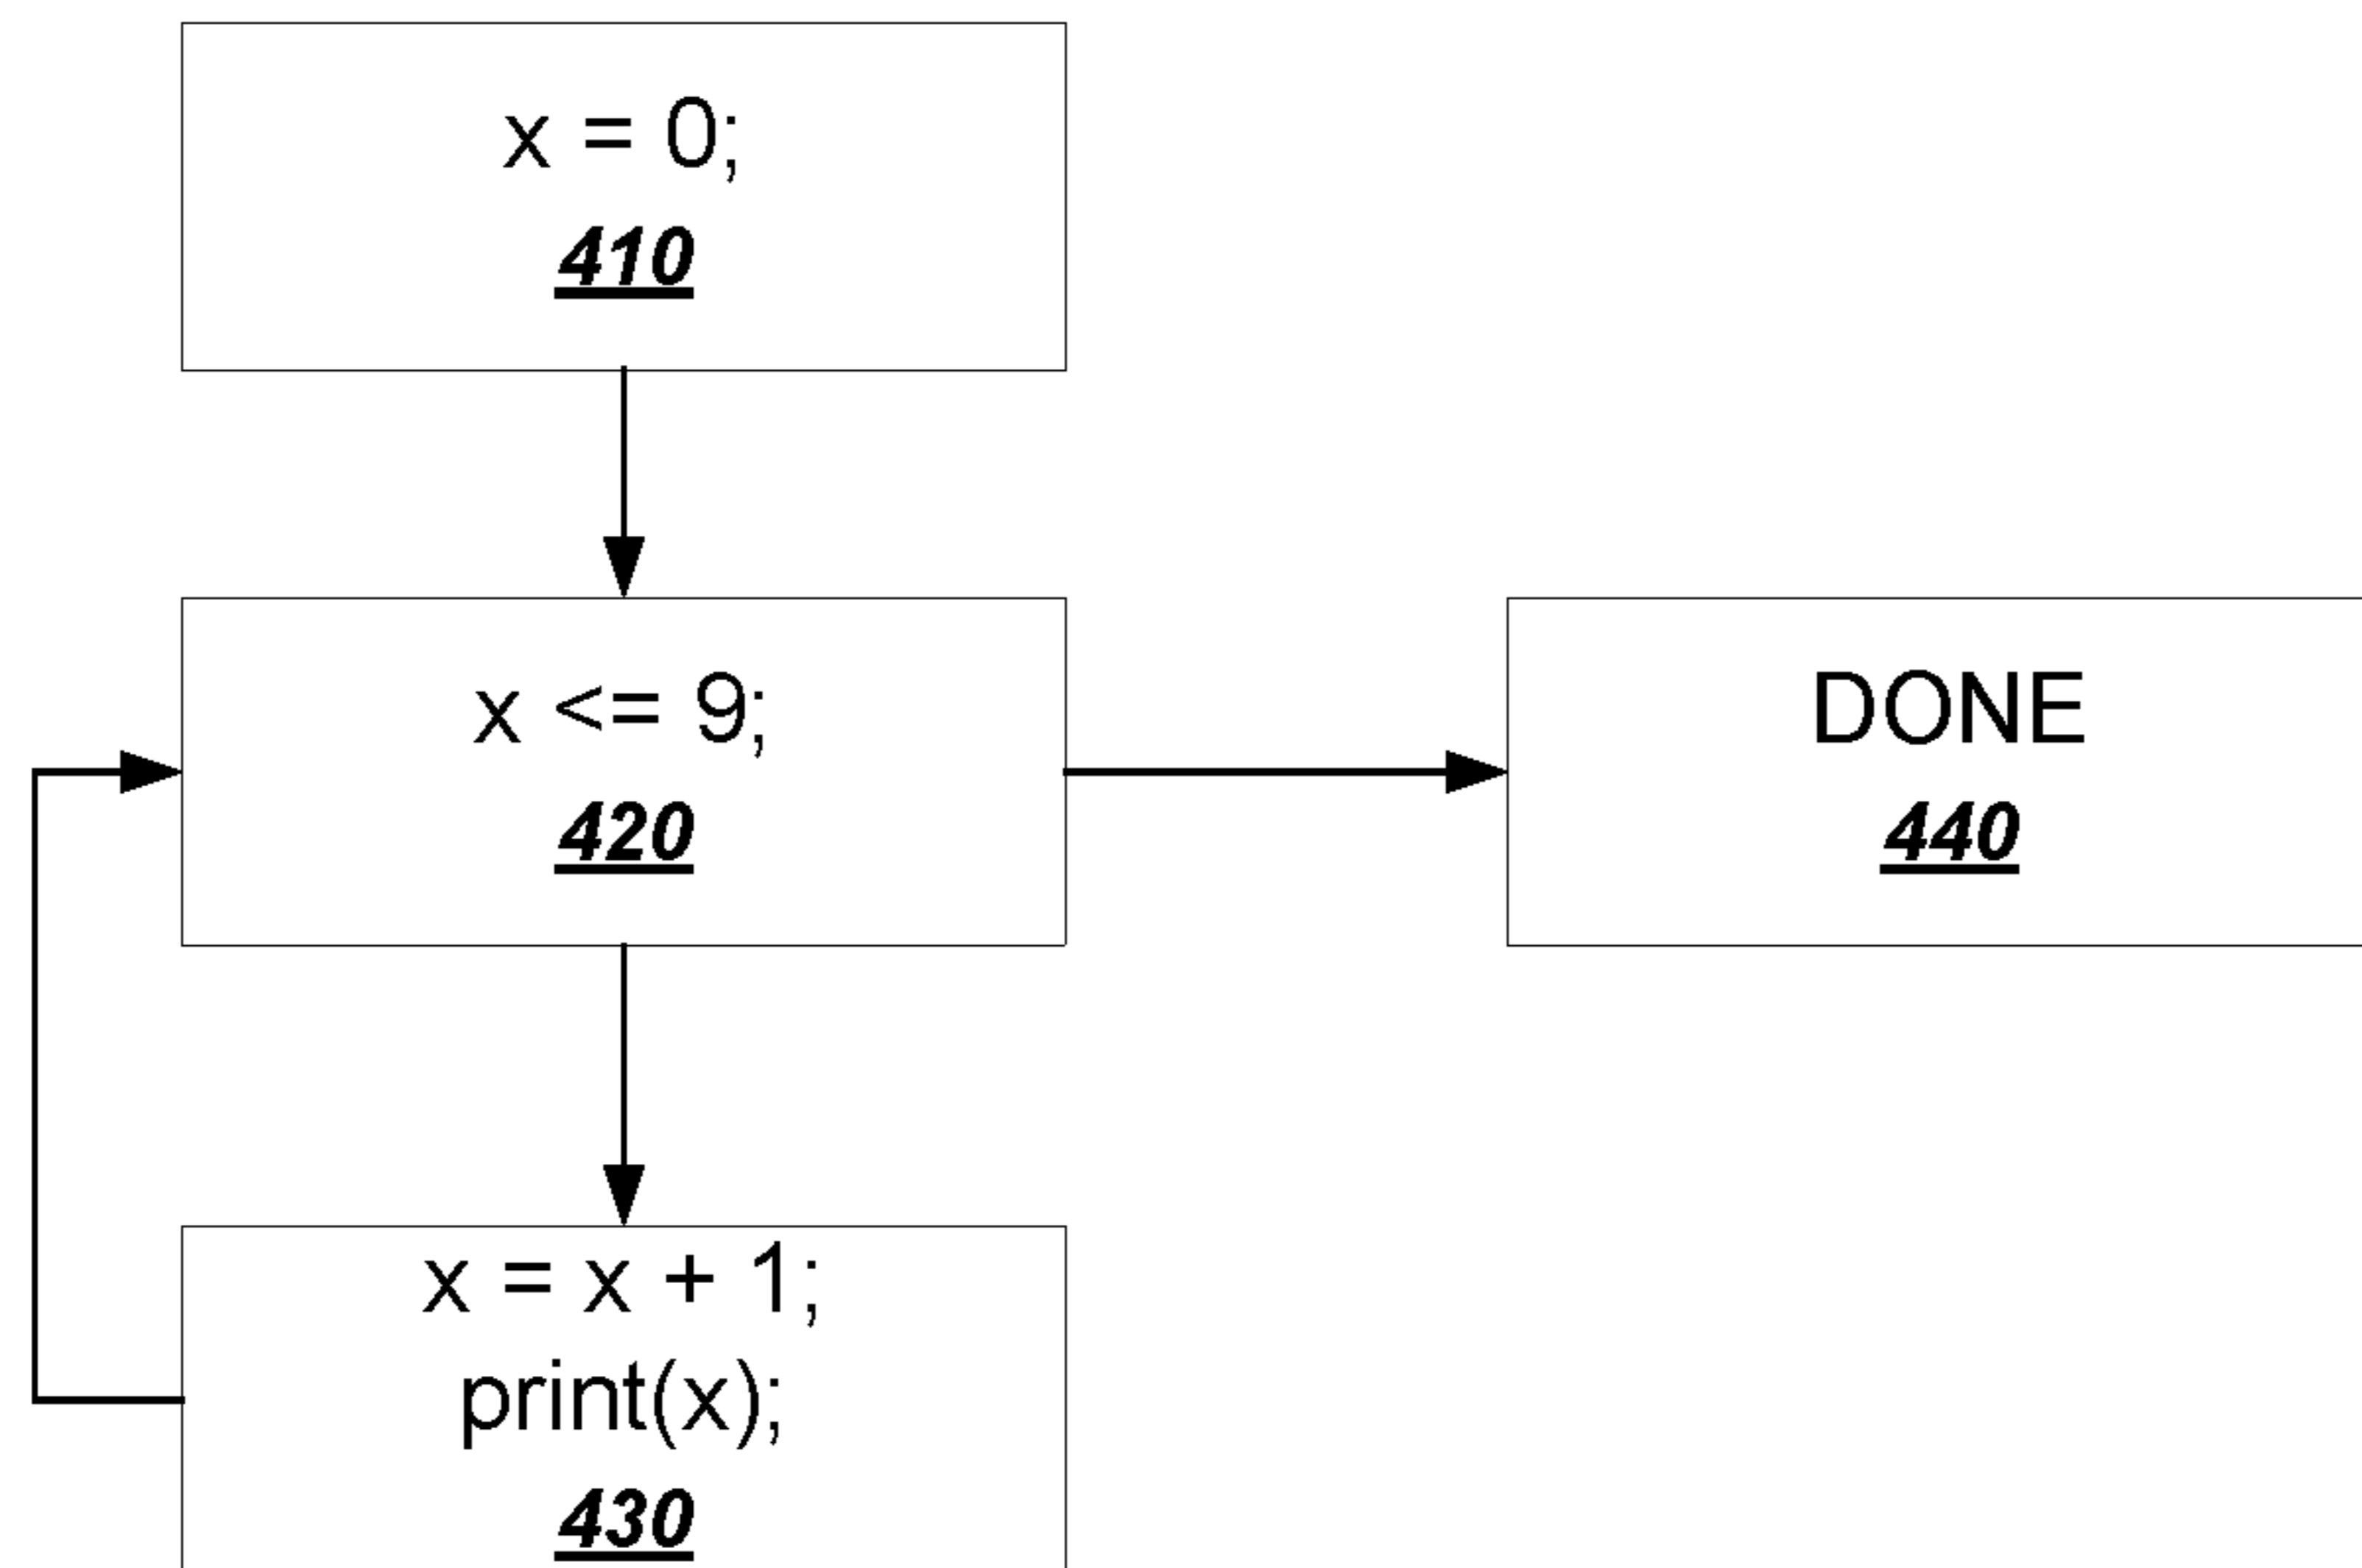 x = 0;
410
x <= 9;
420
DONE
440
x = x + 1;
print(x);
430